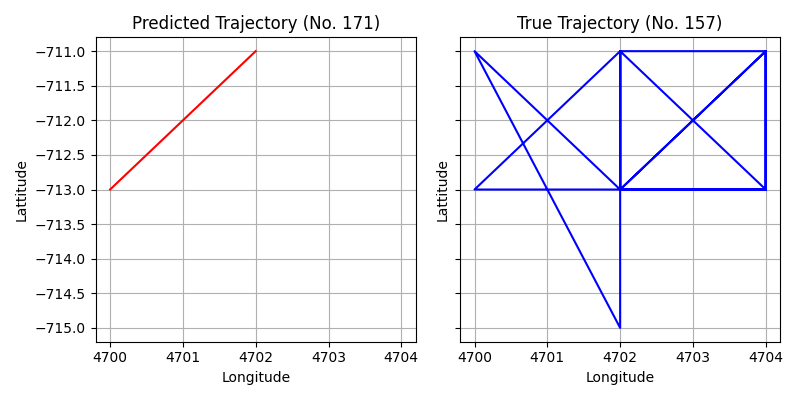 Predicted Trajectory (No. 171)
True Trajectory (No. 157)
Lattitude
−711.0
−711.5
−712.0
−712.5
−713.0
−713.5
−714.0
−714.5
−715.0
4700 4701 4702 4703 4704
Longitude
Lattitude
4700 4701 4702 4703 4704
Longitude